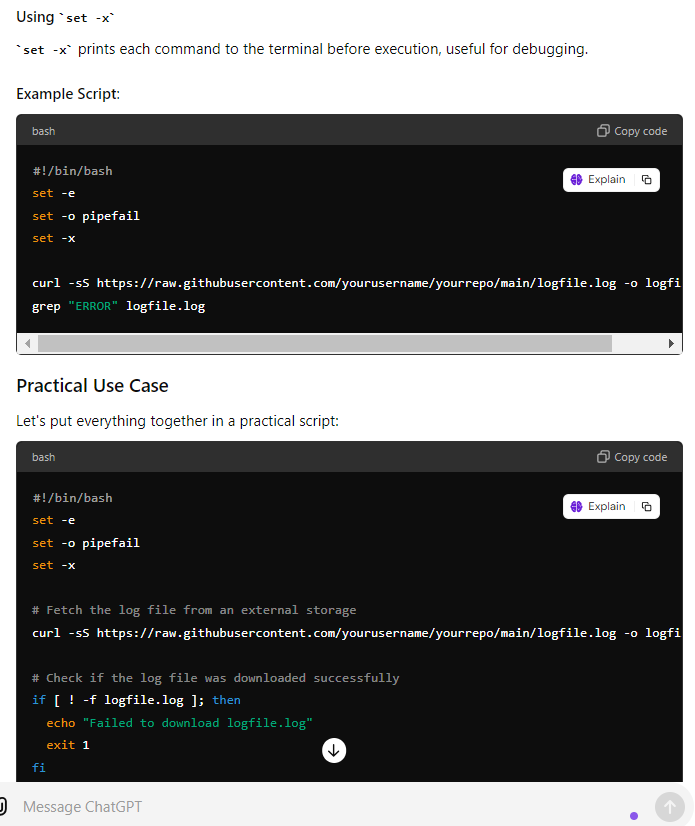 Using `set -x`
`set -x` prints each command to the terminal before execution, useful for debugging.
Example Script:
bash
Copy code
#!/bin/bash
Explain
set -e
set -o pipefail
set -x
curl -sS https://raw.githubusercontent.com/yourusername/yourrepo/main/logfile.log -o logfi
grep "ERROR" logfile.log
Practical Use Case
Let's put everything together in a practical script:
bash
Copy code
#!/bin/bash
Explain
set -e
set -o pipefail
set -x
# Fetch the log file from an external storage
curl -sS https://raw.githubusercontent.com/yourusername/yourrepo/main/logfile.log -o logfi
# Check if the log file was downloaded successfully
if [ ! -f logfile.log ]; then
echo "Failed to download logfile.log"
exit 1
fi
Message ChatGPT